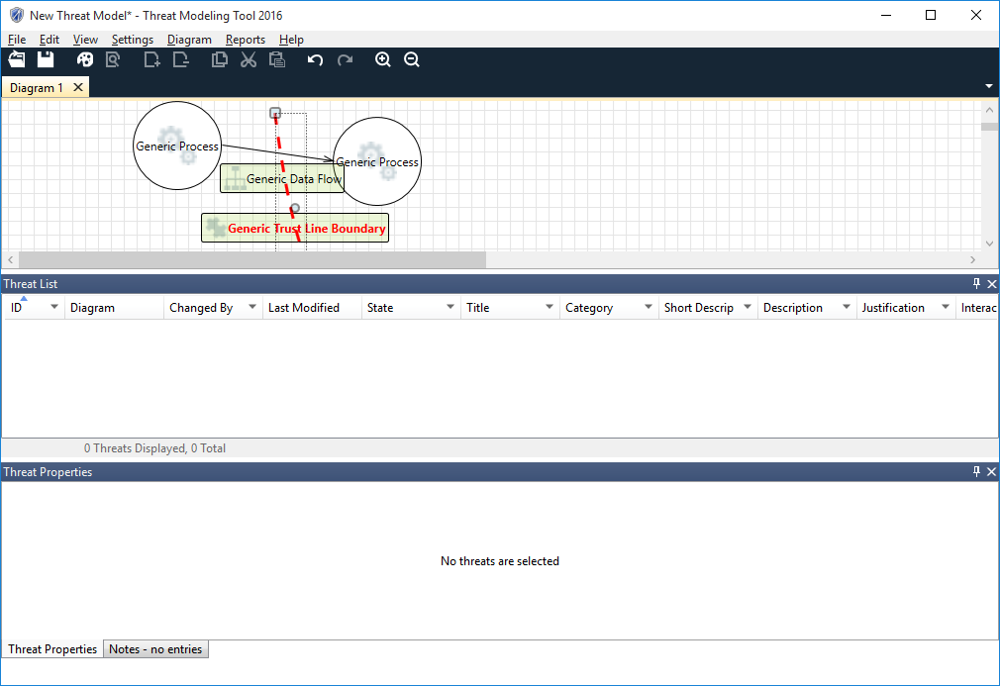 New Threat Model* - Threat Modeling Tool 2016
File Edit View Settings Diagram Reports Help
Diagram 1
Generic Process
Generic Process
Generic Data Flow
Generic Trust Line Boundary
Threat List
ID Diagram Changed By Last Modified State Title Category Short Descrip Description Justification Interac
0 Threats Displayed, 0 Total
Threat Properties
No threats are selected
Threat Properties Notes - no entries